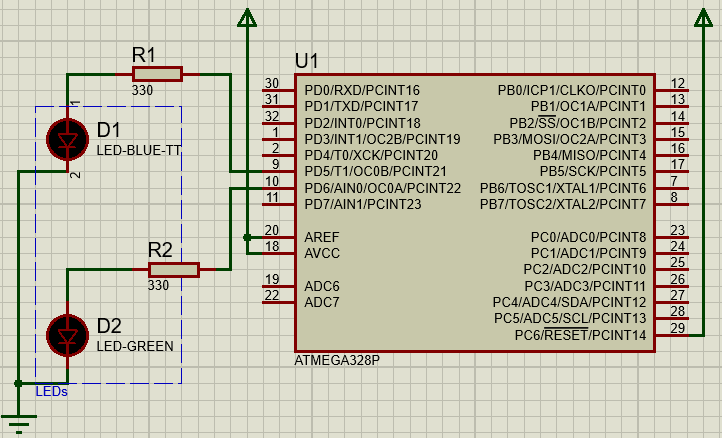 R1
330
1
D1
LED-BLUE-TT
2
R2
330
D2
LED-GREEN
LEDs
U1
30 PD0/RXD/PCINT16 PB0/ICP1/CLKO/PCINT0 12
31 PD1/TXD/PCINT17 PB1/OC1A/PCINT1 13
32 PD2/INT0/PCINT18 PB2/SS/OC1B/PCINT2 14
1 PD3/INT1/OC2B/PCINT19 PB3/MOSI/OC2A/PCINT3 15
2 PD4/T0/XCK/PCINT20 PB4/MISO/PCINT4 16
9 PD5/T1/OC0B/PCINT21 PB5/SCK/PCINT5 17
10 PD6/AIN0/OC0A/PCINT22 PB6/TOSC1/XTAL1/PCINT6 7
11 PD7/AIN1/PCINT23 PB7/TOSC2/XTAL2/PCINT7 8
20 AREF PC0/ADC0/PCINT8 23
18 AVCC PC1/ADC1/PCINT9 24
PC2/ADC2/PCINT10 25
19 ADC6 PC3/ADC3/PCINT11 26
22 ADC7 PC4/ADC4/SDA/PCINT12 27
PC5/ADC5/SCL/PCINT13 28
PC6/RESET/PCINT14 29
ATMEGA328P